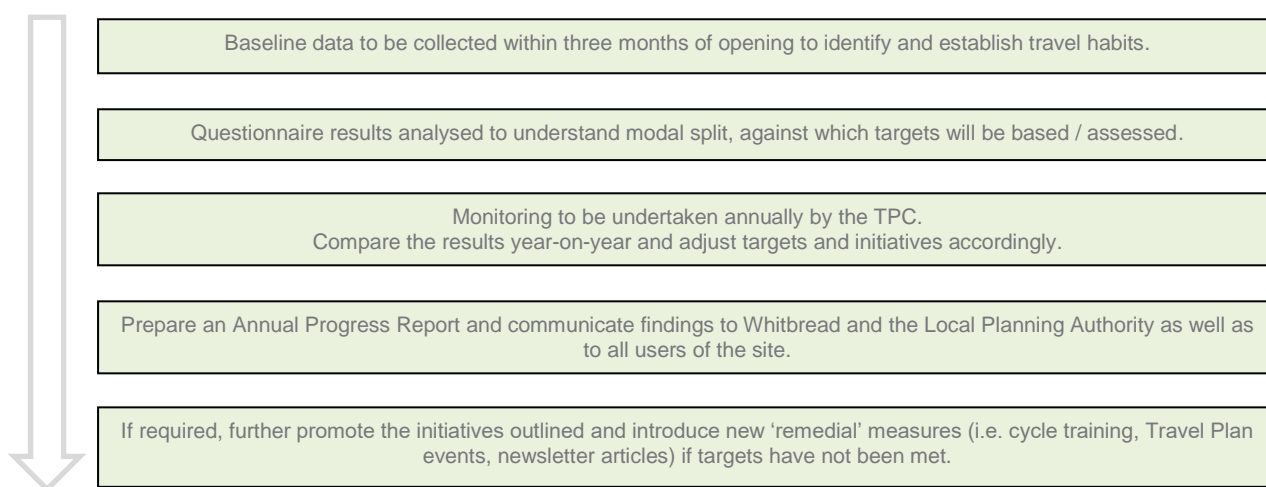 Baseline data to be collected within three months of opening to identify and establish travel habits.
Questionnaire results analysed to understand modal split, against which targets will be based / assessed.
Monitoring to be undertaken annually by the TPC.
Compare the results year-on-year and adjust targets and initiatives accordingly.
Prepare an Annual Progress Report and communicate findings to Whitbread and the Local Planning Authority as well as
to all users of the site.
If required, further promote the initiatives outlined and introduce new ‘remedial’ measures (i.e. cycle training, Travel Plan
events, newsletter articles) if targets have not been met.